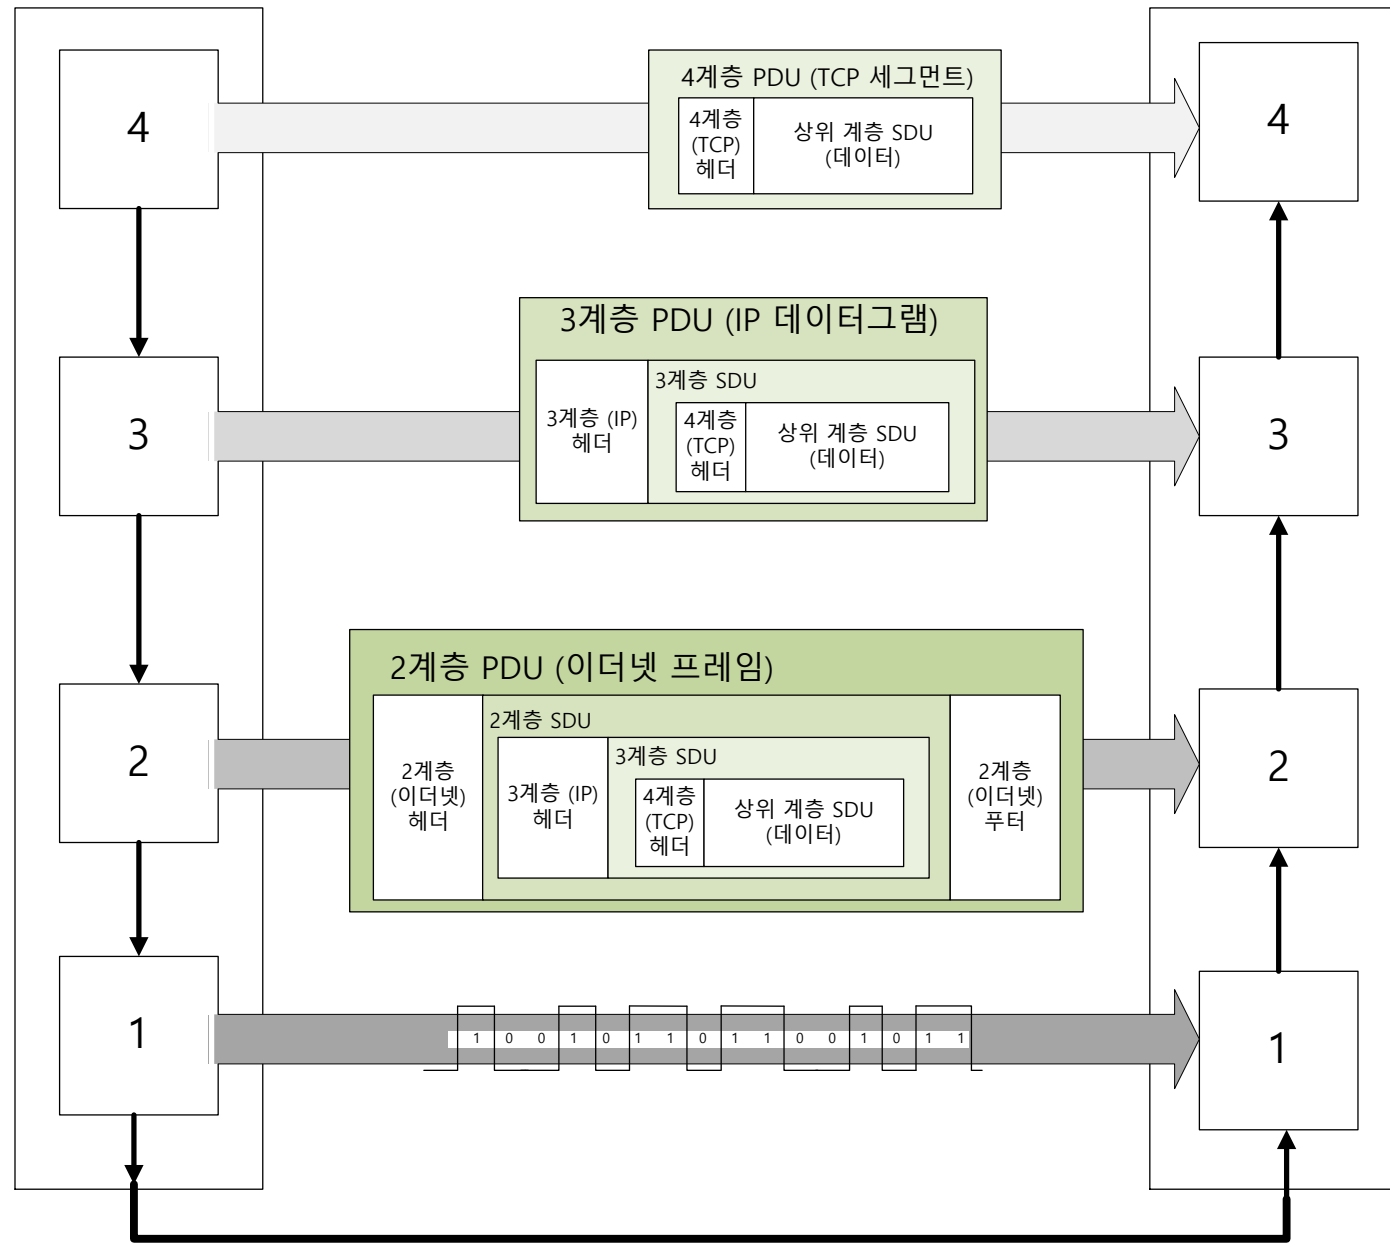 4
4계층 PDU (TCP 세그먼트)
4계층
(TCP)
헤더
상위 계층 SDU
(데이터)
4
3
3계층 PDU (IP 데이터그램)
3계층 (IP)
헤더
3계층 SDU
4계층
(TCP)
헤더
상위 계층 SDU
(데이터)
3
2
2계층 PDU (이더넷 프레임)
2계층
(이더넷)
헤더
2계층 SDU
3계층 (IP)
헤더
3계층 SDU
4계층
(TCP)
헤더
상위 계층 SDU
(데이터)
2계층
(이더넷)
푸터
2
1
1 0 0 1 0 1 1 0 1 1 0 0 1 0 1 1
1